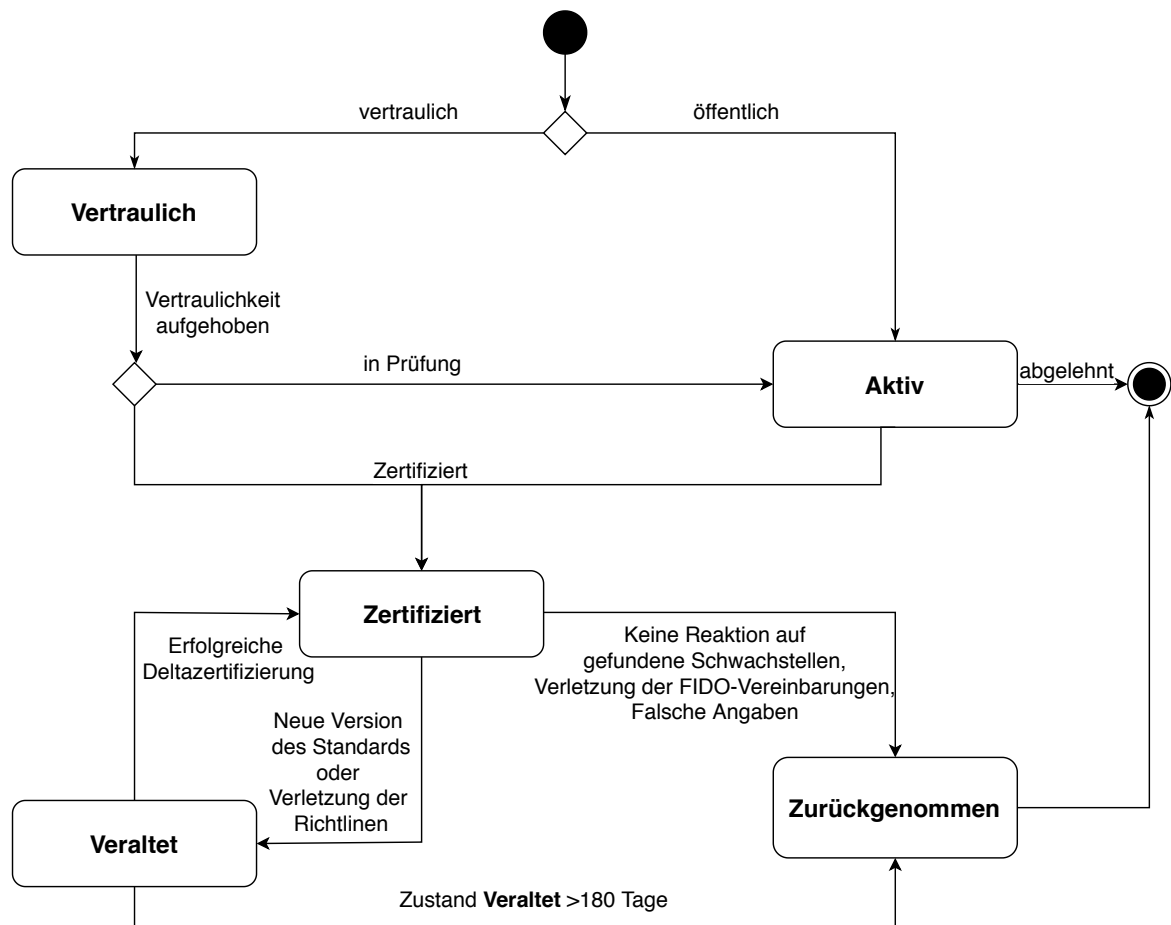 vertraulich
öffentlich
Vertraulich
Vertraulichkeit
aufgehoben
in Prüfung
Aktiv
abgelehnt
Zertifiziert
Zertifiziert
Erfolgreiche
Deltazertifizierung
Keine Reaktion auf
gefundene Schwachstellen,
Verletzung der FIDO-Vereinbarungen,
Falsche Angaben
Neue Version
des Standards
oder
Verletzung der
Richtlinen
Veraltet
Zurückgenommen
Zustand Veraltet >180 Tage